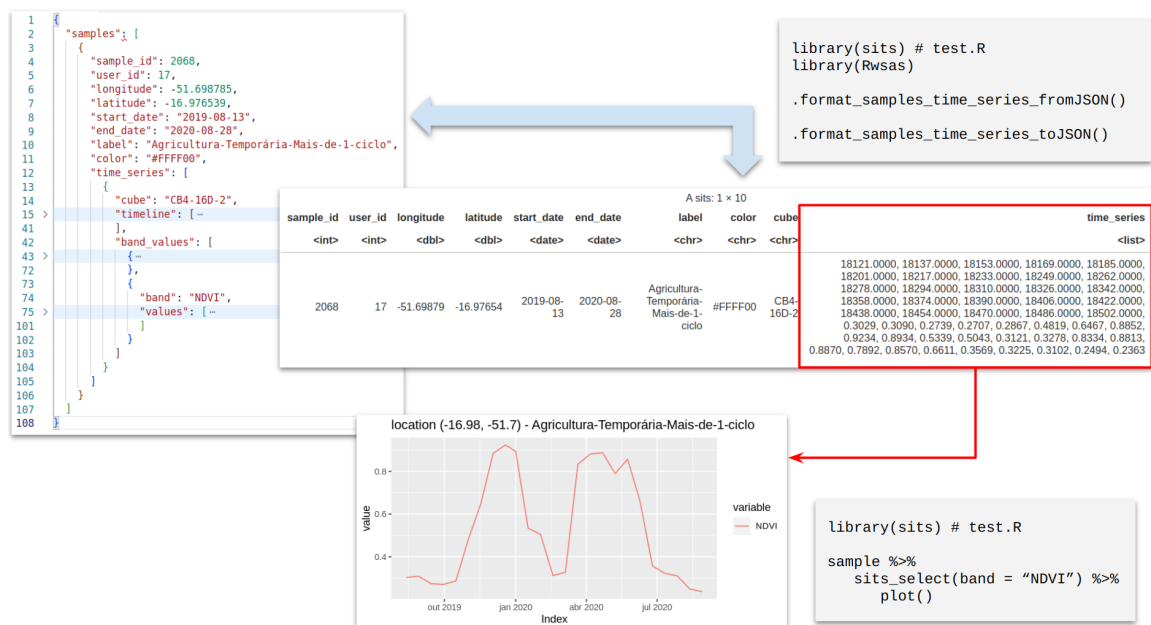 1 {
2 "samples": [
3 {
4 "sample_id": 2068,
5 "user_id": 17,
6 "longitude": -51.698785,
7 "latitude": -16.976539,
8 "start_date": "2019-08-13",
9 "end_date": "2020-08-28",
10 "label": "Agricultura-Temporária-Mais-de-1-ciclo",
11 "color": "#FFFF00",
12 "time_series": [
13 {
14 "cube": "CB4-16D-2",
15 > "timeline": [ ⋯
41 ],
42 "band_values": [
43 > { ⋯
72 },
73 {
74 "band": "NDVI",
75 > "values": [ ⋯
101 ]
102 }
103 ]
104 }
105 ]
106 }
107 ]
108 }
library(sits) # test.R
library(Rwsas)
.format_samples_time_series_fromJSON()
.format_samples_time_series_toJSON()
A sits: 1 × 10
sample_id user_id longitude latitude start_date end_date label color cube time_series
<int> <int> <dbl> <dbl> <date> <date> <chr> <chr> <chr> <list>
2068 17 -51.69879 -16.97654 2019-08-13 2020-08-28 Agricultura-Temporária-Mais-de-1-ciclo #FFFF00 CB4-16D-2
18121.0000, 18137.0000, 18153.0000, 18169.0000, 18185.0000,
18201.0000, 18217.0000, 18233.0000, 18249.0000, 18262.0000,
18278.0000, 18294.0000, 18310.0000, 18326.0000, 18342.0000,
18358.0000, 18374.0000, 18390.0000, 18406.0000, 18422.0000,
18438.0000, 18454.0000, 18470.0000, 18486.0000, 18502.0000,
0.3029, 0.3090, 0.2739, 0.2707, 0.2867, 0.4819, 0.6467, 0.8852,
0.9234, 0.8934, 0.5339, 0.5043, 0.3121, 0.3278, 0.8334, 0.8813,
0.8870, 0.7892, 0.8570, 0.6611, 0.3569, 0.3225, 0.3102, 0.2494, 0.2363
location (-16.98, -51.7) - Agricultura-Temporária-Mais-de-1-ciclo
value
0.8
0.6
0.4
out 2019 jan 2020 abr 2020 jul 2020
Index
variable
NDVI
library(sits) # test.R
sample %>%
sits_select(band = “NDVI”) %>%
plot()